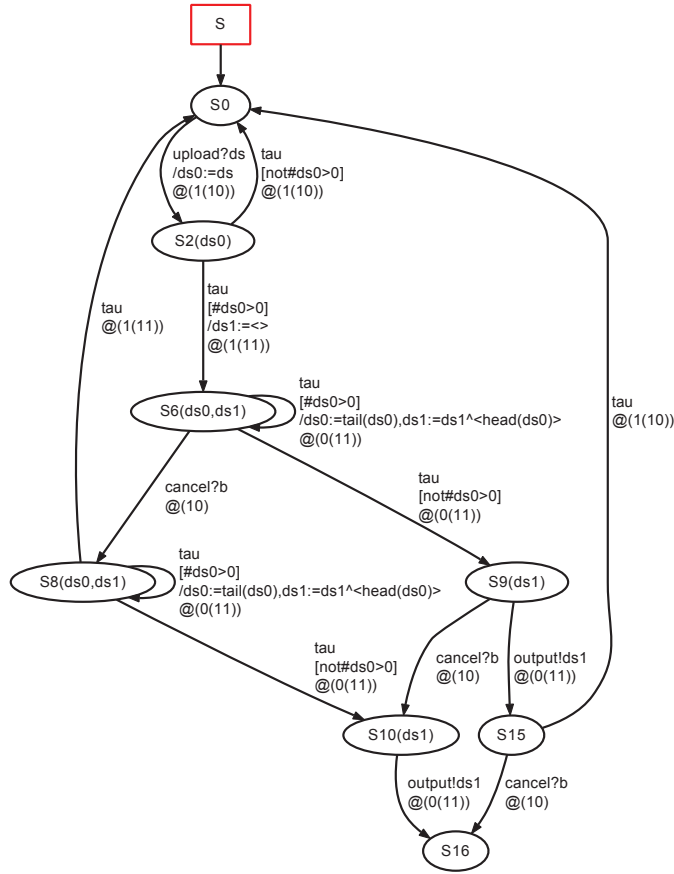 S
S0
upload?ds
/ds0:=ds
@(1(10))
tau
[not#ds0>0]
@(1(10))
S2(ds0)
tau
[#ds0>0]
/ds1:=<>
@(1(11))
tau
@(1(11))
S6(ds0,ds1)
tau
[#ds0>0]
/ds0:=tail(ds0),ds1:=ds1^<head(ds0)>
@(0(11))
tau
@(1(10))
cancel?b
@(10)
tau
[not#ds0>0]
@(0(11))
S8(ds0,ds1)
tau
[#ds0>0]
/ds0:=tail(ds0),ds1:=ds1^<head(ds0)>
@(0(11))
S9(ds1)
tau
[not#ds0>0]
@(0(11))
cancel?b
@(10)
output!ds1
@(0(11))
S10(ds1)
S15
output!ds1
@(0(11))
cancel?b
@(10)
S16